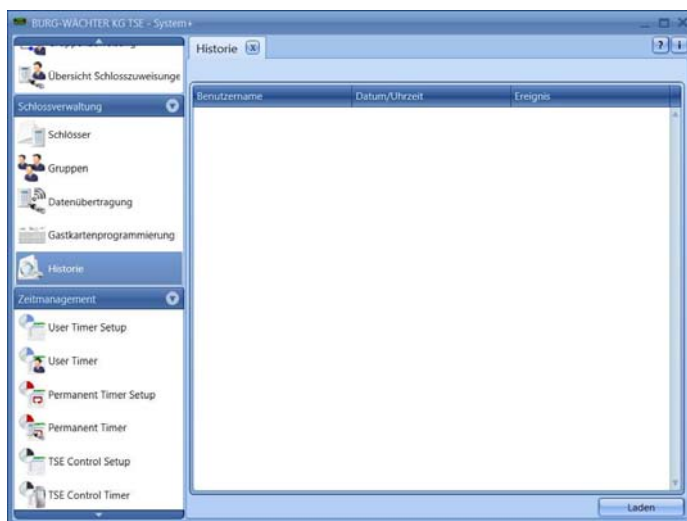 BURG-WÄCHTER KG TSE - System+
Übersicht Schlosszuweisunge
Schlossverwaltung
Schlösser
Gruppen
Datenübertragung
Gastkartenprogrammierung
Historie
Zeitmanagement
User Timer Setup
User Timer
Permanent Timer Setup
Permanent Timer
TSE Control Setup
TSE Control Timer
Historie x
? i
Benutzername Datum/Uhrzeit Ereignis
Laden